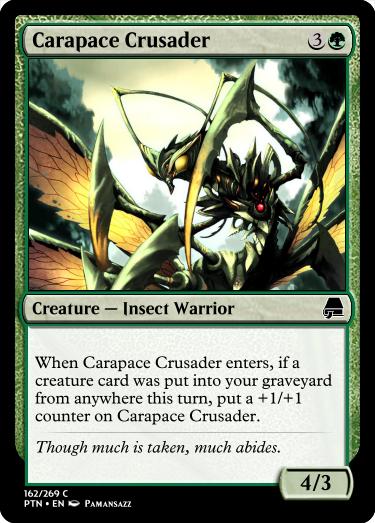 Carapace Crusader 3
Creature — Insect Warrior
When Carapace Crusader enters, if a
creature card was put into your graveyard
from anywhere this turn, put a +1/+1
counter on Carapace Crusader.
Though much is taken, much abides.
4/3
162/269 C
PTN • EN Pamansazz